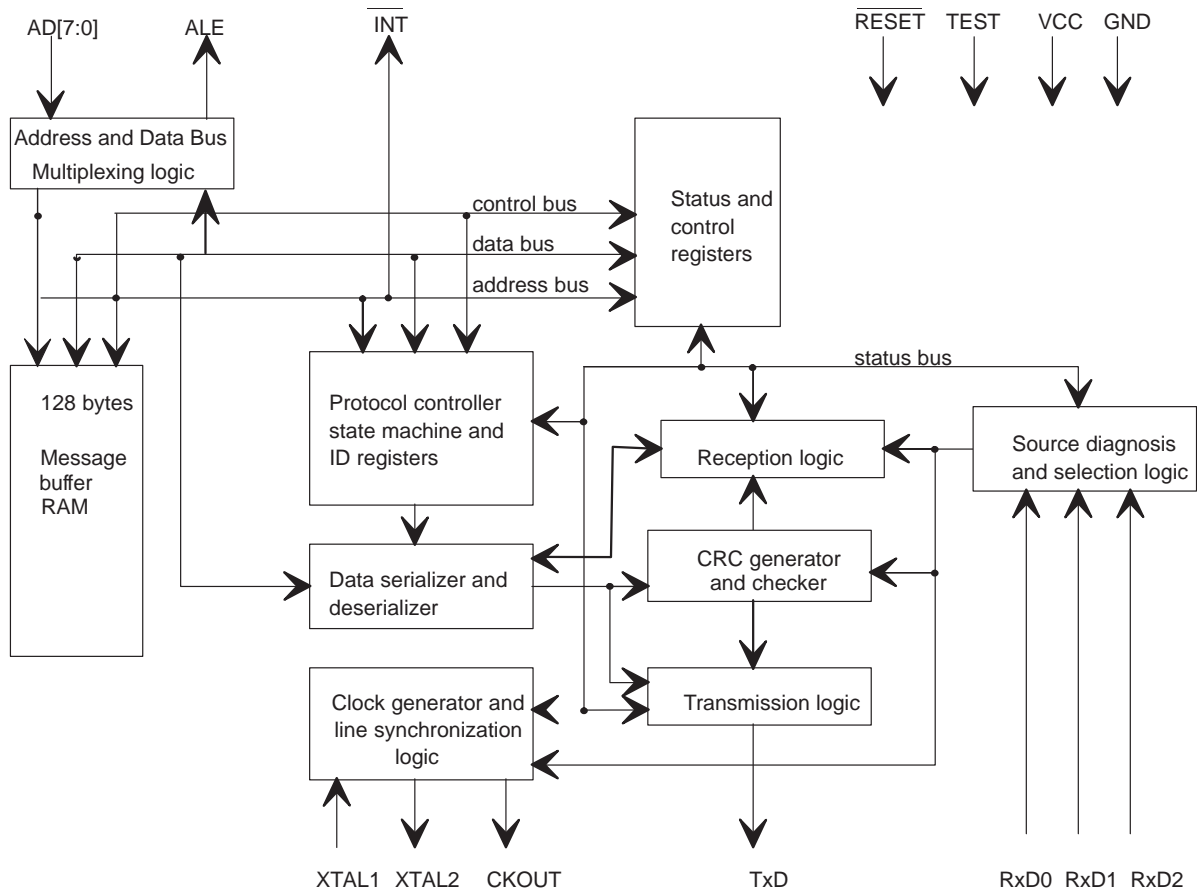 AD[7:0] ALE INT RESET TEST VCC GND
Address and Data Bus
Multiplexing logic
Status and
control
registers
control bus
data bus
address bus
status bus
128 bytes
Message
buffer
RAM
Protocol controller
state machine and
ID registers
Reception logic
Source diagnosis
and selection logic
Data serializer and
deserializer
CRC generator
and checker
Clock generator and
line synchronization
logic
Transmission logic
XTAL1 XTAL2 CKOUT TxD RxD0 RxD1 RxD2